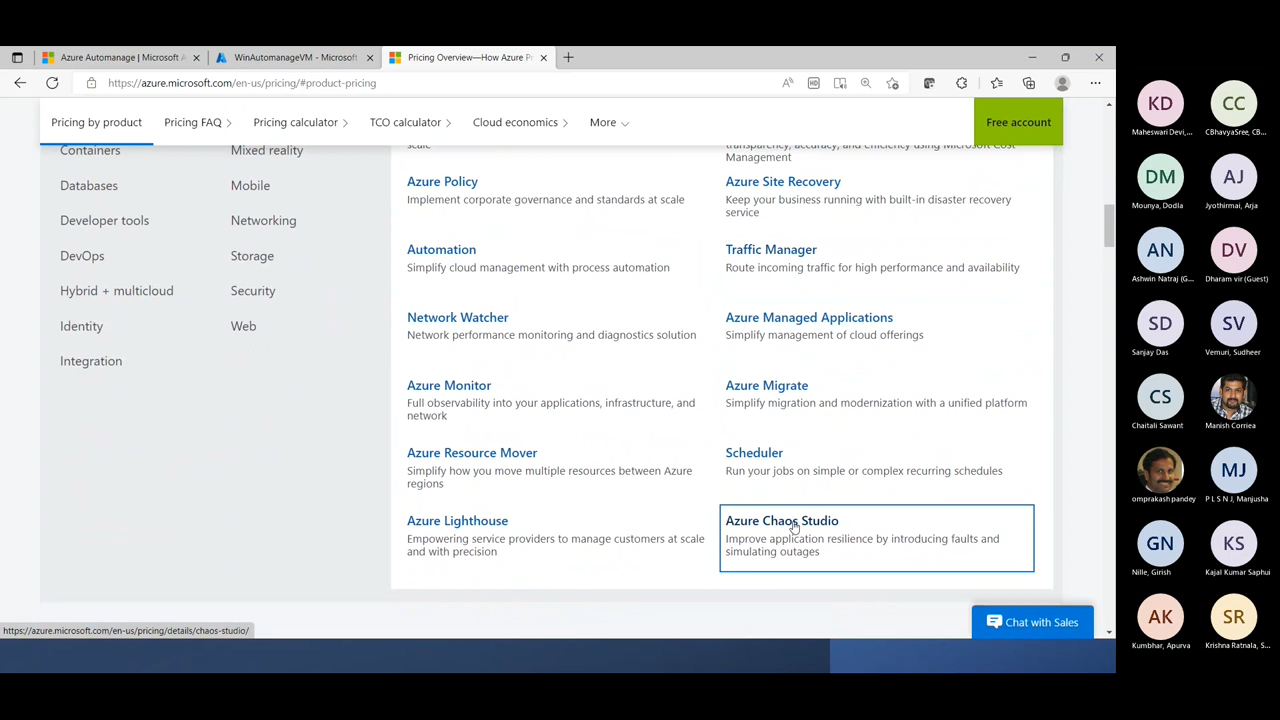 Azure Automanage | Microsoft A
WinAutomanageVM - Microsoft
Pricing Overview—How Azure Pr
https://azure.microsoft.com/en-us/pricing/#product-pricing
Pricing by product
Pricing FAQ
Pricing calculator
TCO calculator
Cloud economics
More
Free account
Containers
Mixed reality
Databases
Mobile
Developer tools
Networking
DevOps
Storage
Hybrid + multicloud
Security
Identity
Web
Integration
scale
transparency, accuracy, and efficiency using Microsoft Cost
Management
Azure Policy
Implement corporate governance and standards at scale
Azure Site Recovery
Keep your business running with built-in disaster recovery
service
Automation
Simplify cloud management with process automation
Traffic Manager
Route incoming traffic for high performance and availability
Network Watcher
Network performance monitoring and diagnostics solution
Azure Managed Applications
Simplify management of cloud offerings
Azure Monitor
Full observability into your applications, infrastructure, and
network
Azure Migrate
Simplify migration and modernization with a unified platform
Azure Resource Mover
Simplify how you move multiple resources between Azure
regions
Scheduler
Run your jobs on simple or complex recurring schedules
Azure Lighthouse
Empowering service providers to manage customers at scale
and with precision
Azure Chaos Studio
Improve application resilience by introducing faults and
simulating outages
Chat with Sales
https://azure.microsoft.com/en-us/pricing/details/chaos-studio/
KD
Maheswari Devi,...
CC
CBhavyaSree, CB...
DM
Mounya, Dodla
AJ
Jyothirmai, Arja
AN
Ashwin Natraj (G...
DV
Dharam vir (Guest)
SD
Sanjay Das
SV
Vemuri, Sudheer
CS
Chaitali Sawant
Manish Corriea
omprakash pandey
MJ
P L S N J, Manjusha
GN
Nille, Girish
KS
Kajal Kumar Saphui
AK
Kumbhar, Apurva
SR
Krishna Ratnala, S...